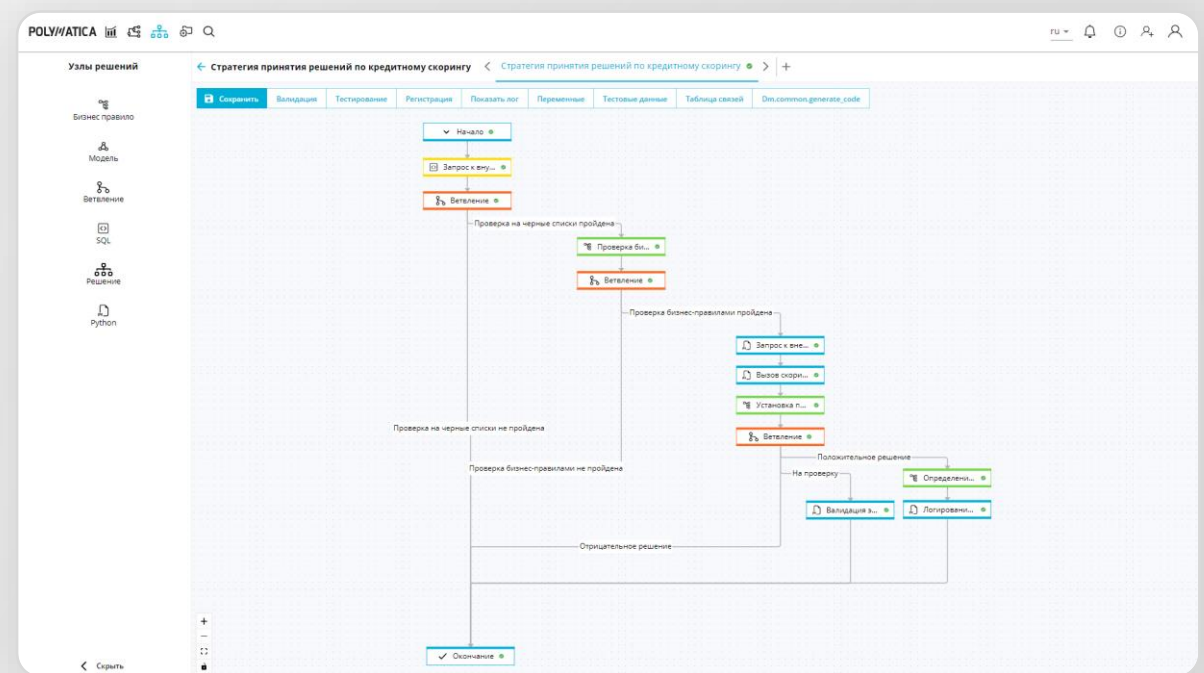 POLYMATICA
ru
Узлы решений
Стратегия принятия решений по кредитному скорингу
Стратегия принятия решений по кредитному скорингу
Сохранить
Валидация
Тестирование
Регистрация
Показать лог
Переменные
Тестовые данные
Таблица связей
Dm.common.generate_code
Бизнес правило
Модель
Ветвление
SQL
Решение
Python
Скрыть
Начало
Запрос к вну...
Ветвление
Проверка на черные списки пройдена
Проверка би...
Ветвление
Проверка бизнес-правилами пройдена
Запрос к вне...
Вызов скори...
Установка п...
Проверка на черные списки не пройдена
Ветвление
Положительное решение
Проверка бизнес-правилами не пройдена
На проверку
Определени...
Валидация э...
Логировани...
Отрицательное решение
Окончание